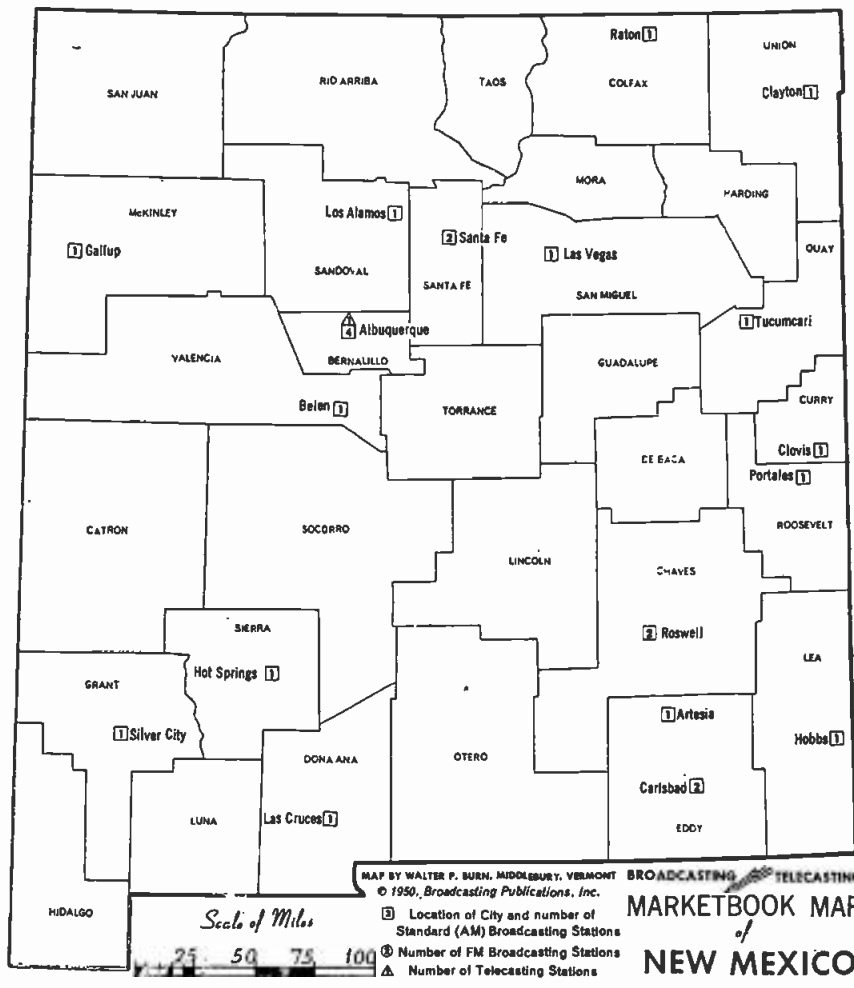 Raton 1
UNION
SAN JUAN
RIO ARRIBA
TAOS
COLFAX
Clayton 1
MORA
HARDING
McKINLEY
Los Alamos 1
1 Gallup
2 Santa Fe
1 Las Vegas
QUAY
SANDOVAL
SANTA FE
SAN MIGUEL
1
4 Albuquerque
1 Tucumcari
VALENCIA
BERNALILLO
GUADALUPE
Belen 1
TORRANCE
CURRY
Clovis 1
DE BACA
Portales 1
CATRON
SOCORRO
ROOSEVELT
LINCOLN
CHAVES
SIERRA
2 Roswell
LEA
Hot Springs 1
GRANT
1 Silver City
1 Artesia
Hobbs 1
DONA ANA
OTERO
Carlsbad 2
LUNA
Las Cruces 1
EDDY
HIDALGO
MAP BY WALTER P. BURN, MIDDLEBURY, VERMONT
© 1950, Broadcasting Publications, Inc.
3 Location of City and number of
Standard (AM) Broadcasting Stations
Number of FM Broadcasting Stations
Number of Telecasting Stations
Scale of Miles
25 50 75 100
BROADCASTING TELECASTING
MARKETBOOK MAP
of
NEW MEXICO